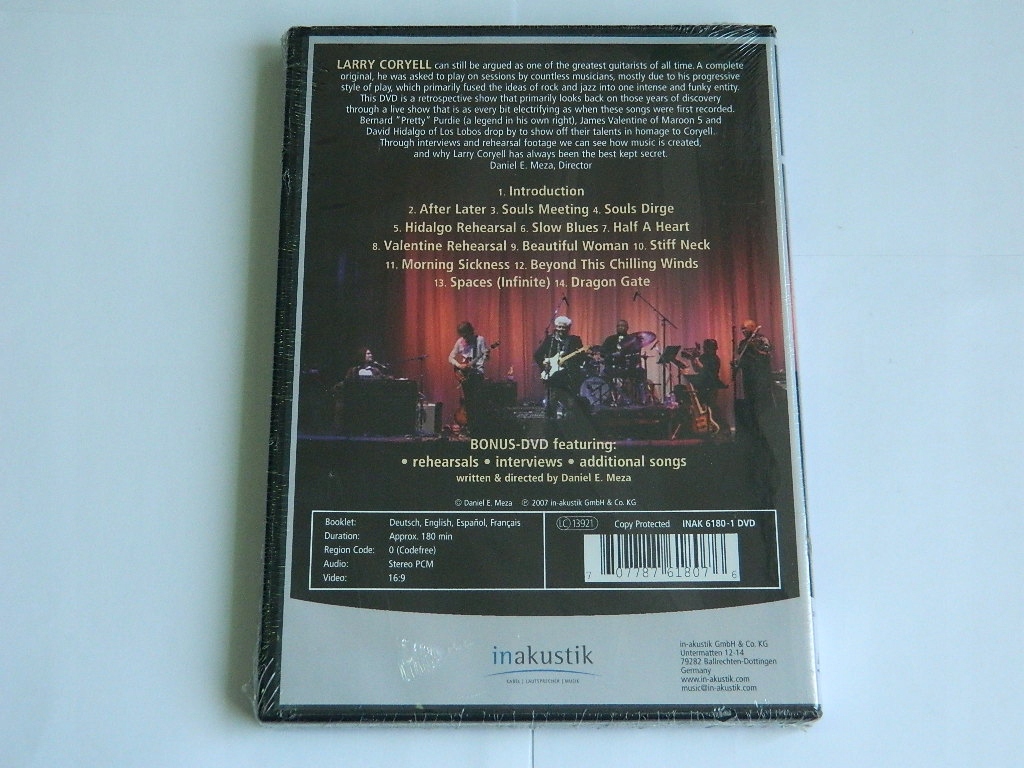 LARRY CORYELL can still be argued as one of the greatest guitarists of all time. A complete
original, he was asked to play on sessions by countless musicians, mostly due to his progressive
style of play, which primarily fused the ideas of rock and jazz into one intense and funky entity.
This DVD is a retrospective show that primarily looks back on those years of discovery
through a live show that is as every bit electrifying as when these songs were first recorded.
Bernard "Pretty" Purdie (a legend in his own right), James Valentine of Maroon 5 and
David Hidalgo of Los Lobos drop by to show off their talents in homage to Coryell.
Through interviews and rehearsal footage we can see how music is created,
and why Larry Coryell has always been the best kept secret.
Daniel E. Meza, Director
1. Introduction
2. After Later 3. Souls Meeting 4. Souls Dirge
5. Hidalgo Rehearsal 6. Slow Blues 7. Half A Heart
8. Valentine Rehearsal 9. Beautiful Woman 10. Stiff Neck
11. Morning Sickness 12. Beyond This Chilling Winds
13. Spaces (Infinite) 14. Dragon Gate
BONUS-DVD featuring:
• rehearsals • interviews • additional songs
written & directed by Daniel E. Meza
© Daniel E. Meza ℗ 2007 in-akustik GmbH & Co. KG
Booklet: Deutsch, English, Español, Français
Duration: Approx. 180 min
Region Code: 0 (Codefree)
Audio: Stereo PCM
Video: 16:9
LC 13921 Copy Protected INAK 6180-1 DVD
7 07787 61807 6
inakustik
KABEL | LAUTSPRECHER | MUSIK
in-akustik GmbH & Co. KG
Untermatten 12-14
79282 Ballrechten-Dottingen
Germany
www.in-akustik.com
music@in-akustik.com